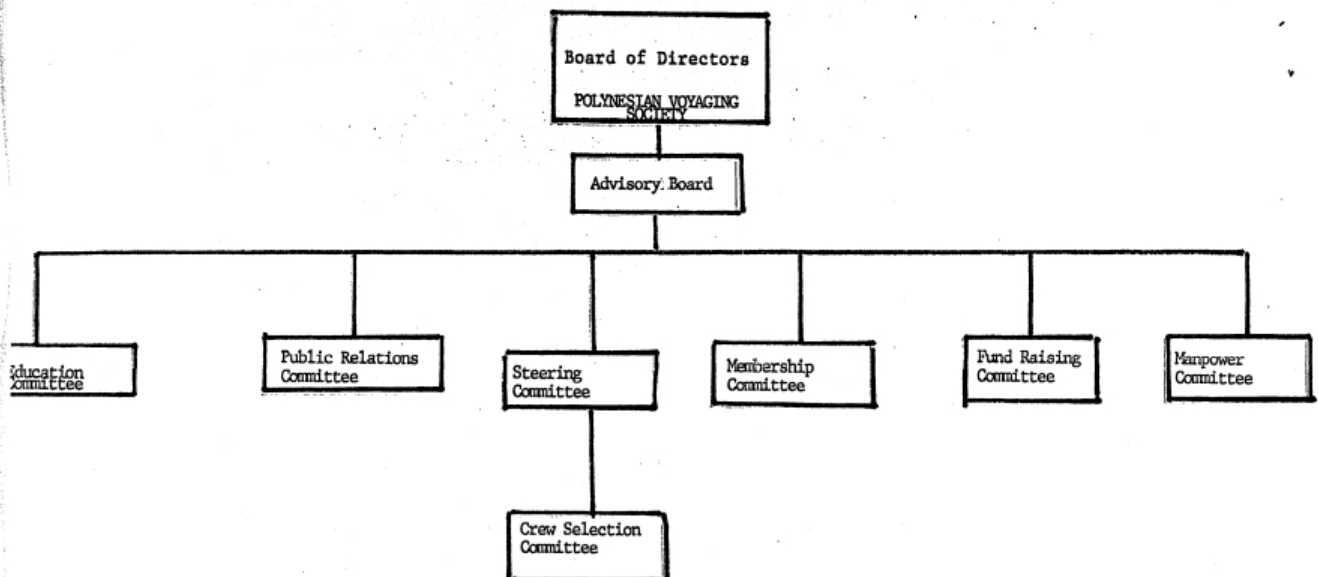 Board of Directors
POLYNESIAN VOYAGING
SOCIETY
Advisory Board
Education
Committee
Public Relations
Committee
Steering
Committee
Membership
Committee
Fund Raising
Committee
Manpower
Committee
Crew Selection
Committee